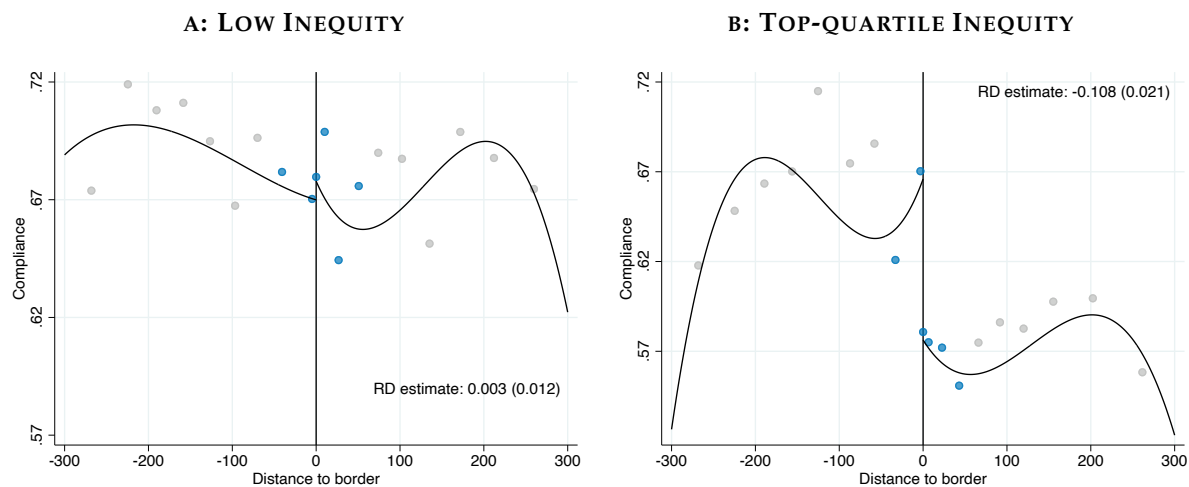 A: LOW INEQUITY
.72
.67
.62
.57
Compliance
RD estimate: 0.003 (0.012)
-300 -200 -100 0 100 200 300
Distance to border
B: TOP-QUARTILE INEQUITY
.72
.67
.62
.57
Compliance
RD estimate: -0.108 (0.021)
-300 -200 -100 0 100 200 300
Distance to border